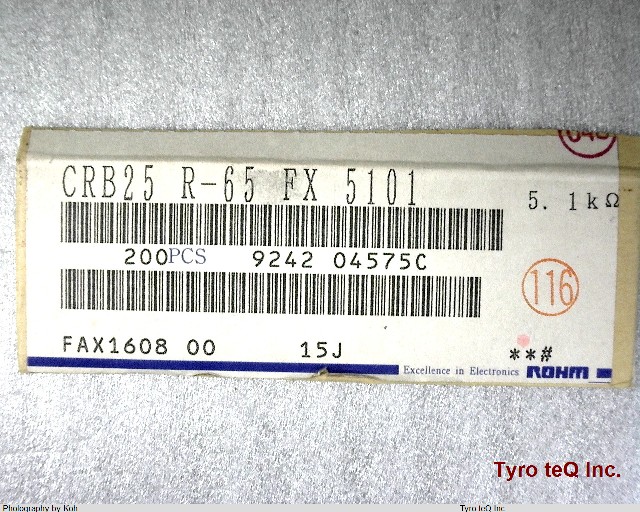 CRB25 R-65 FX 5101
5. 1kΩ
200PCS 9242 04575C
116
FAX1608 00 15J
**#
Excellence in Electronics ROHM
Tyro teQ Inc.
Photography by Koh
Tyro teQ Inc